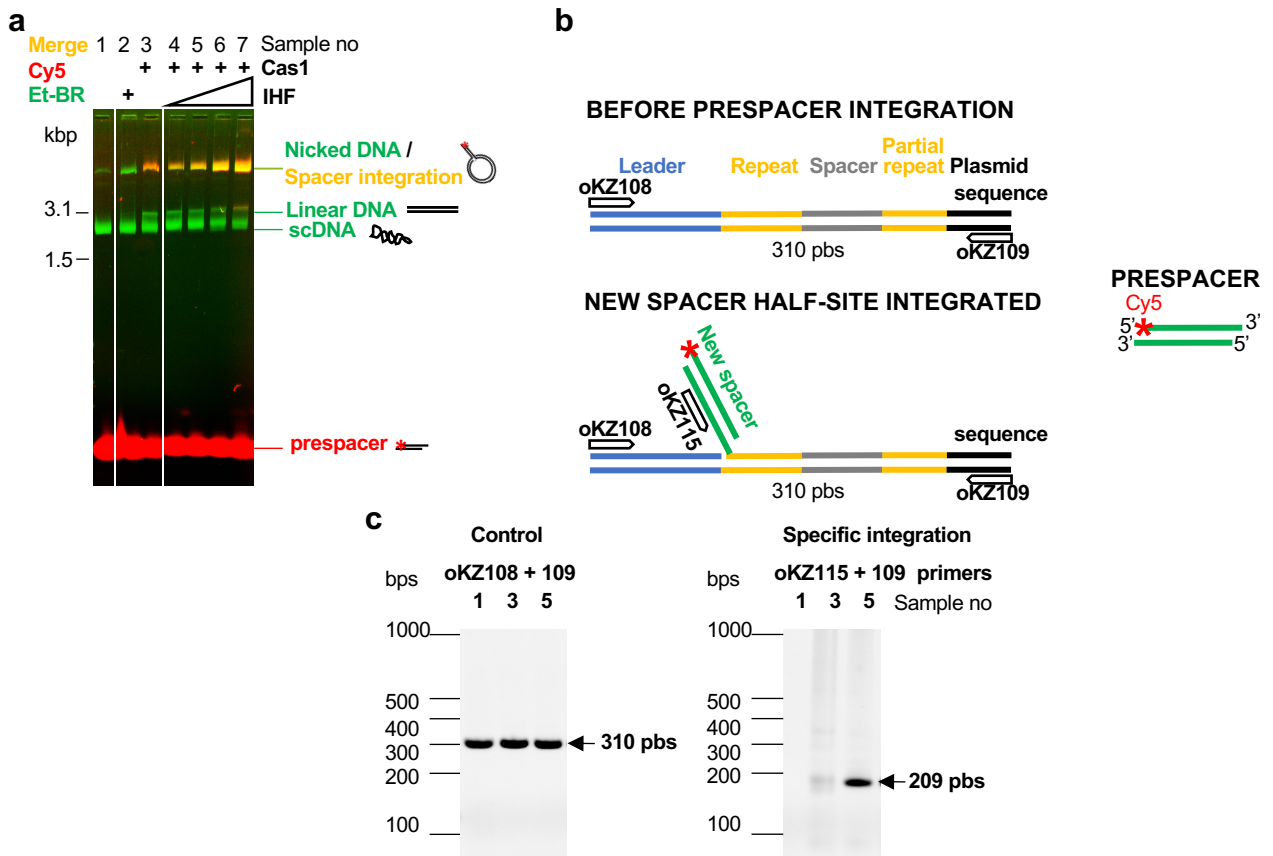 a
Merge 1 2 3 4 5 6 7 Sample no
Cy5 + + + + + Cas1
Et-BR + IHF
kbp
Nicked DNA /
Spacer integration
3.1
Linear DNA
scDNA
1.5
prespacer
b
BEFORE PRESPACER INTEGRATION
Leader Repeat Spacer Partial repeat Plasmid sequence
oKZ108
310 pbs
oKZ109
NEW SPACER HALF-SITE INTEGRATED
New spacer
oKZ115
oKZ108
sequence
310 pbs
oKZ109
PRESPACER
Cy5
5’ 3’
3’ 5’
c
Control
bps oKZ108 + 109
1 3 5
1000
500
400
300
200
100
310 pbs
Specific integration
bps oKZ115 + 109 primers
1 3 5 Sample no
1000
500
400
300
200
100
209 pbs